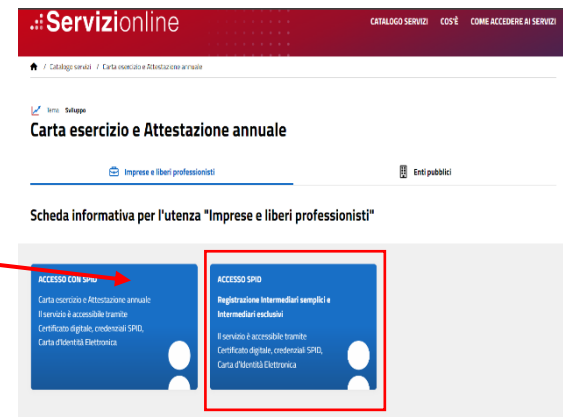 .:Servizionline
CATALOGO SERVIZI COS'È COME ACCEDERE AI SERVIZI
/ Catalogo servizi / Carta esercizio e Attestazione annuale
Tema Sviluppo
Carta esercizio e Attestazione annuale
Imprese e liberi professionisti
Enti pubblici
Scheda informativa per l'utenza "Imprese e liberi professionisti"
ACCESSO CON SPID
Carta esercizio e Attestazione annuale
Il servizio è accessibile tramite
Certificato digitale, credenziali SPID,
Carta d'Identità Elettronica
ACCESSO SPID
Registrazione Intermediari semplici e
Intermediari esclusivi
Il servizio è accessibile tramite
Certificato digitale, credenziali SPID,
Carta d'Identità Elettronica